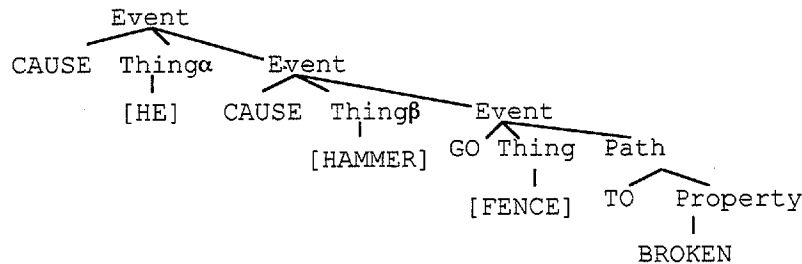 Event
CAUSE Thingα Event
[HE] CAUSE Thingβ Event
[HAMMER] GO Thing Path
[FENCE] TO Property
BROKEN